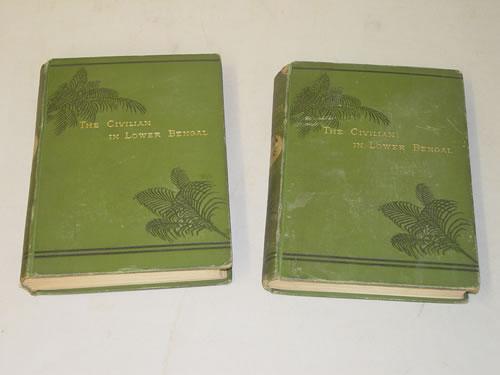 The Civilian
in Lower Bengal
The Civilian
in Lower Bengal